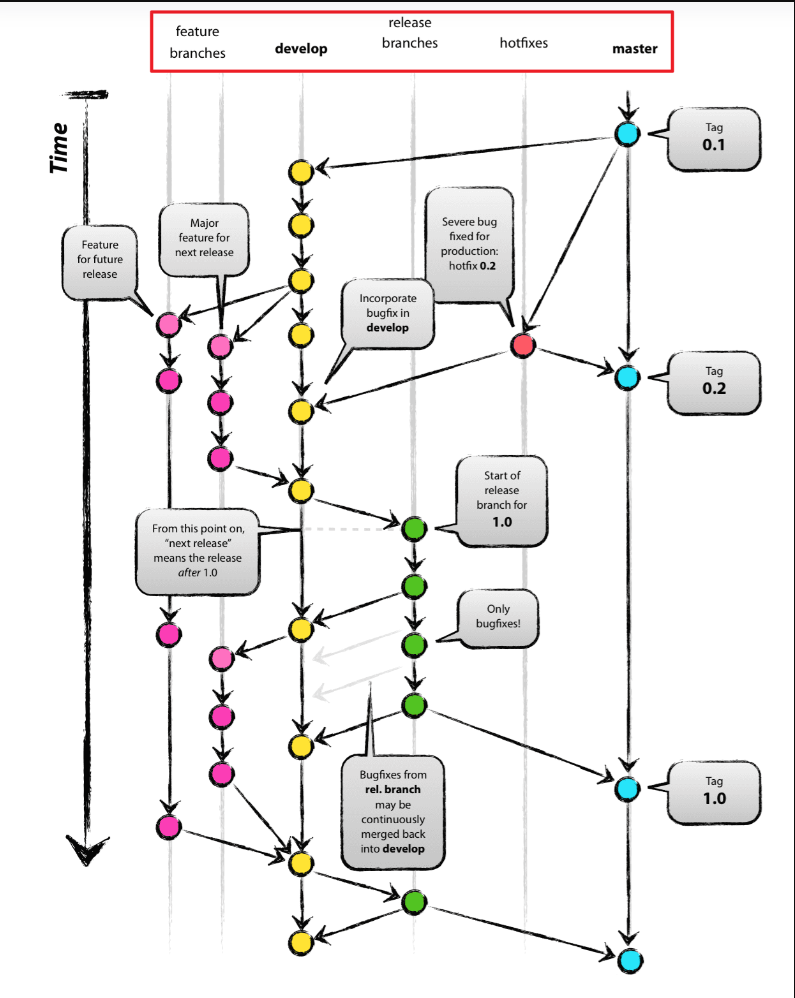 feature
branches
develop
release
branches
hotfixes
master
Time
Tag
0.1
Major
feature for
next release
Severe bug
fixed for
production:
hotfix 0.2
Feature
for future
release
Incorporate
bugfix in
develop
Tag
0.2
Start of
release
branch for
1.0
From this point on,
“next release”
means the release
after 1.0
Only
bugfixes!
Bugfixes from
rel. branch
may be
continuously
merged back
into develop
Tag
1.0